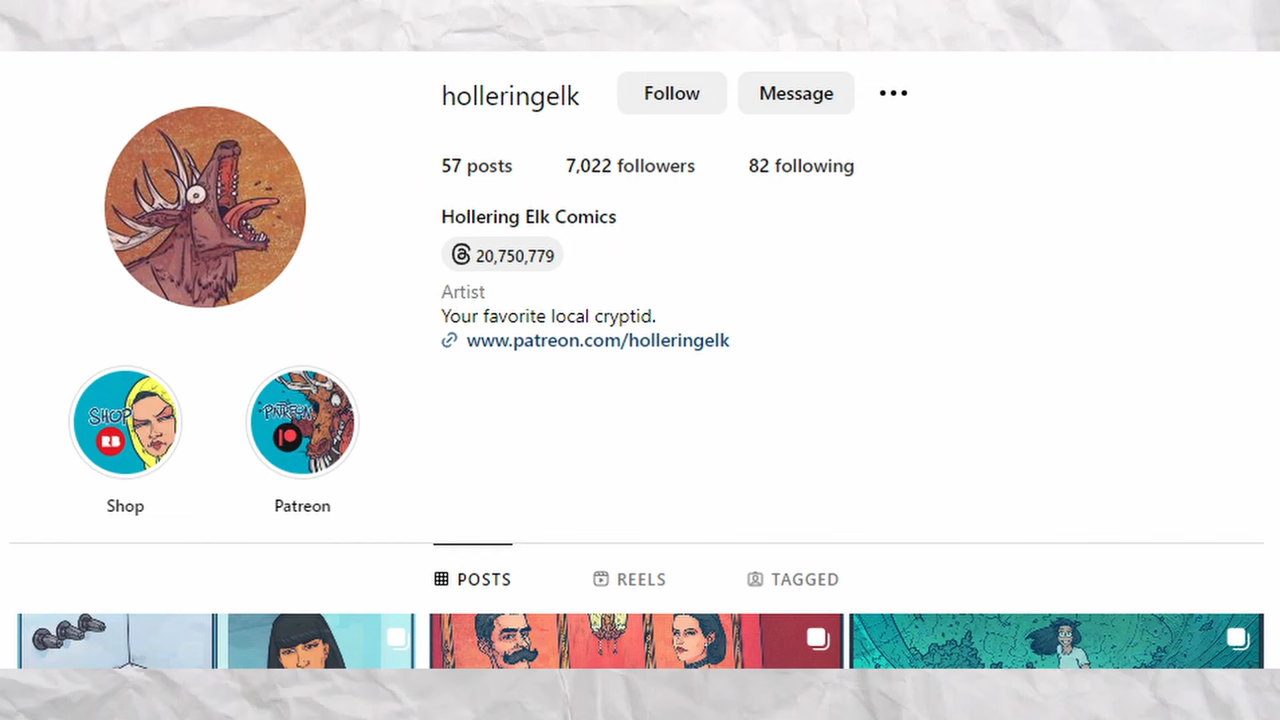 holleringelk Follow Message
57 posts 7,022 followers 82 following
Hollering Elk Comics
20,750,779
Artist
Your favorite local cryptid.
www.patreon.com/holleringelk
SHOP
RB
PATREON
Shop Patreon
POSTS REELS TAGGED